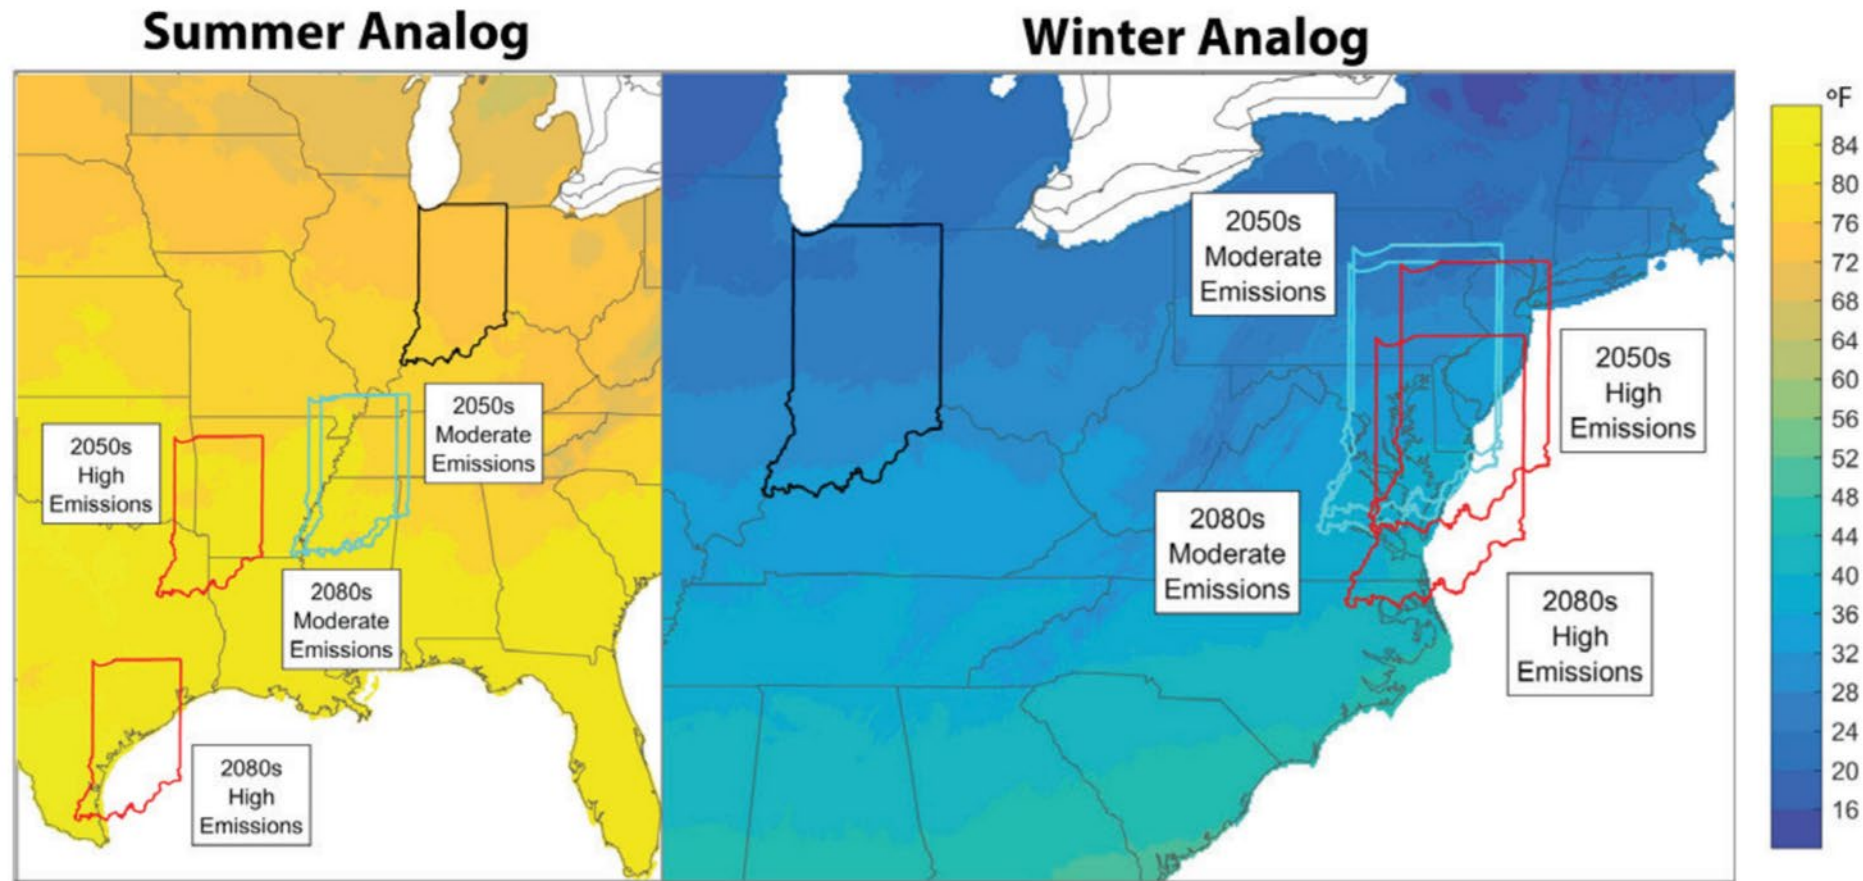 Summer Analog
Winter Analog
2050s
High
Emissions
2050s
Moderate
Emissions
2080s
Moderate
Emissions
2080s
High
Emissions
2050s
Moderate
Emissions
2050s
High
Emissions
2080s
Moderate
Emissions
2080s
High
Emissions
°F
84
80
76
72
68
64
60
56
52
48
44
40
36
32
28
24
20
16